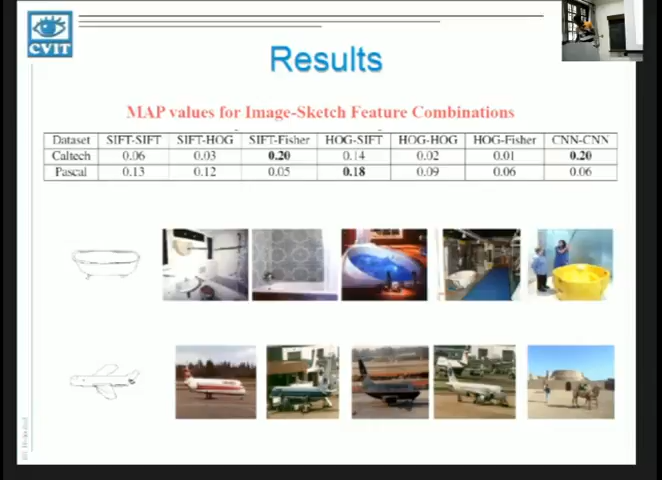 CVIT
Results
MAP values for Image-Sketch Feature Combinations
Dataset SIFT-SIFT SIFT-HOG SIFT-Fisher HOG-SIFT HOG-HOG HOG-Fisher CNN-CNN
Caltech 0.06 0.03 0.20 0.14 0.02 0.01 0.20
Pascal 0.13 0.12 0.05 0.18 0.09 0.06 0.06